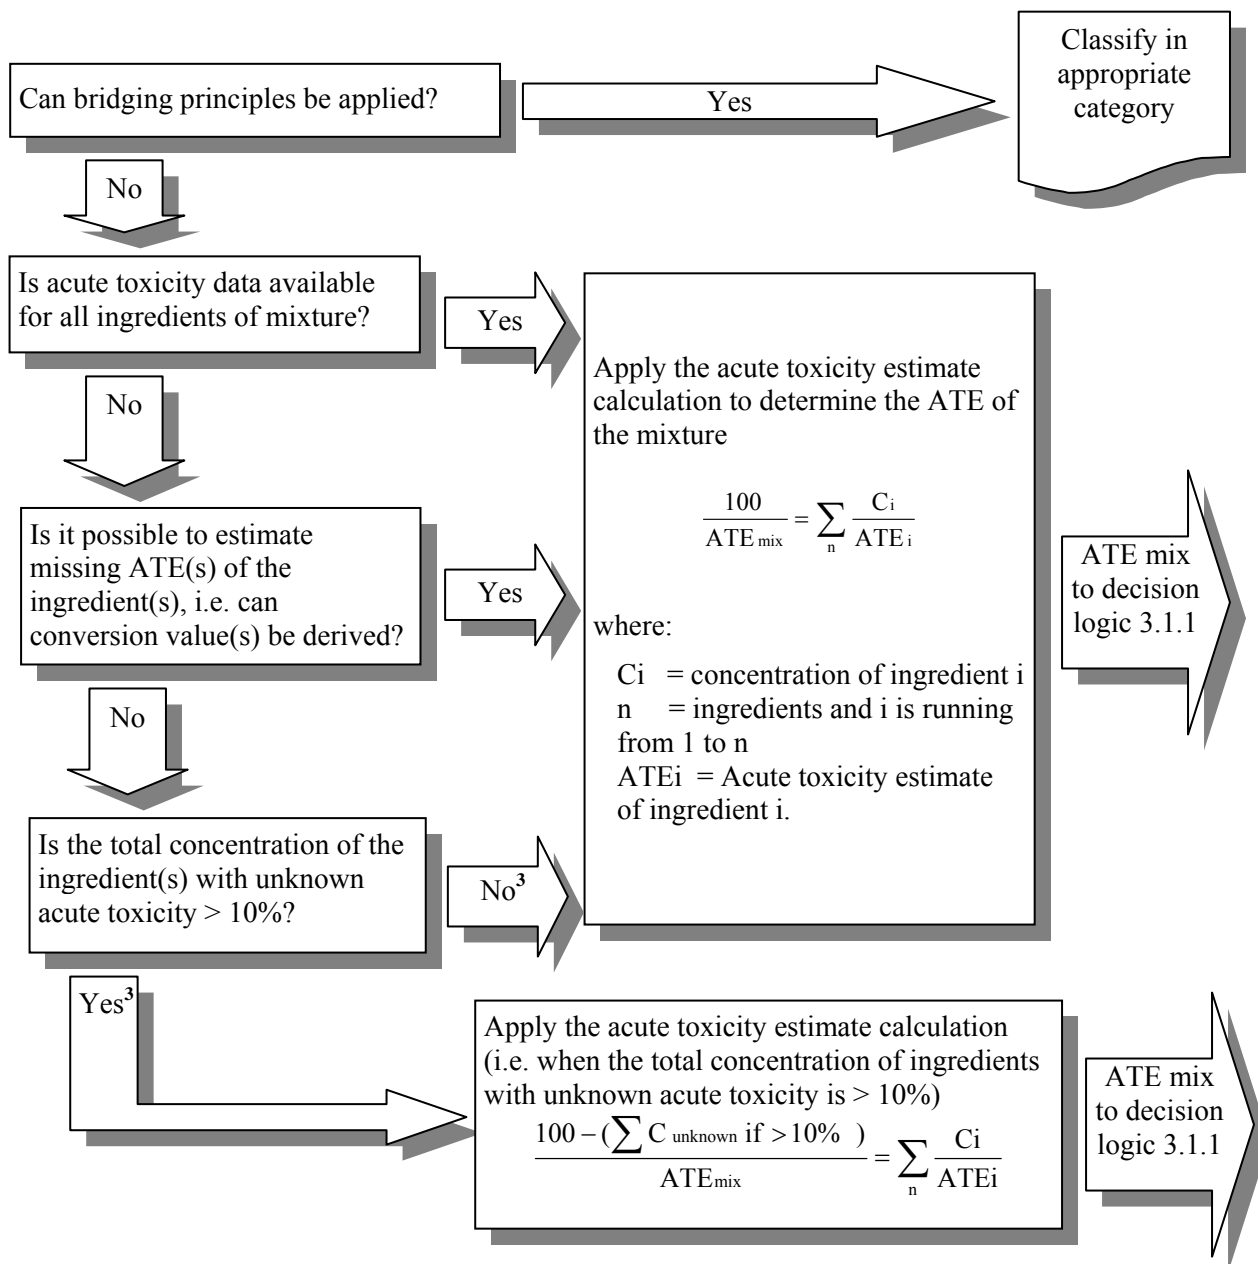 Can bridging principles be applied?
Yes
Classify in
appropriate
category
No
Is acute toxicity data available
for all ingredients of mixture?
Yes
No
Is it possible to estimate
missing ATE(s) of the
ingredient(s), i.e. can
conversion value(s) be derived?
Yes
No
Is the total concentration of the
ingredient(s) with unknown
acute toxicity > 10%?
No³
Apply the acute toxicity estimate
calculation to determine the ATE of
the mixture
100
ATE mix
= ∑
n
Ci
ATE i
where:
Ci = concentration of ingredient i
n = ingredients and i is running
from 1 to n
ATEi = Acute toxicity estimate
of ingredient i.
ATE mix
to decision
logic 3.1.1
Yes³
Apply the acute toxicity estimate calculation
(i.e. when the total concentration of ingredients
with unknown acute toxicity is > 10%)
100 – (∑ C unknown if > 10% )
ATE mix
= ∑
n
Ci
ATEi
ATE mix
to decision
logic 3.1.1